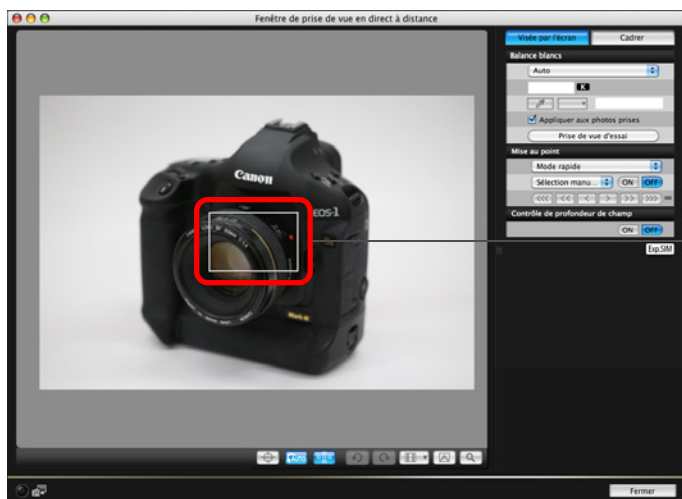 Fenêtre de prise de vue en direct à distance
Visée par l'écran
Cadrer
Balance blancs
Auto
K
Appliquer aux photos prises
Prise de vue d'essai
Mise au point
Mode rapide
Sélection manu...
ON
OFF
<<<
<<
<
>
>>
>>>
∞
Contrôle de profondeur de champ
ON
OFF
Exp.SIM
Canon
EOS-1
Mark III
Fermer